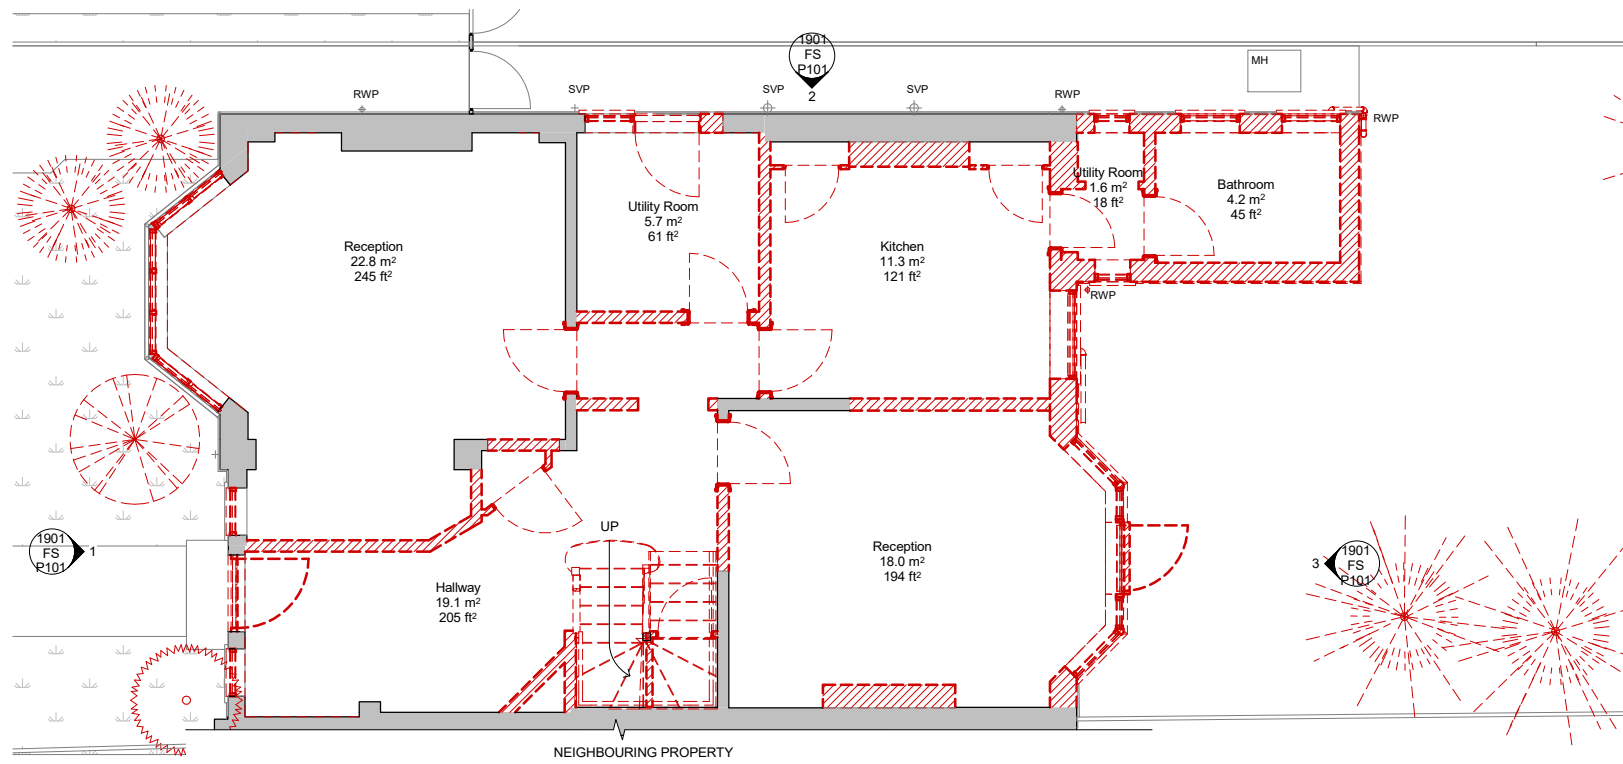 1901
FS
P101
2
MH
RWP
SVP
SVP
SVP
RWP
RWP
Utility Room
1.6 m²
18 ft²
Bathroom
4.2 m²
45 ft²
Utility Room
5.7 m²
61 ft²
Reception
22.8 m²
245 ft²
Kitchen
11.3 m²
121 ft²
RWP
UP
1901
FS
P101
1
Reception
18.0 m²
194 ft²
3
1901
FS
P101
Hallway
19.1 m²
205 ft²
NEIGHBOURING PROPERTY